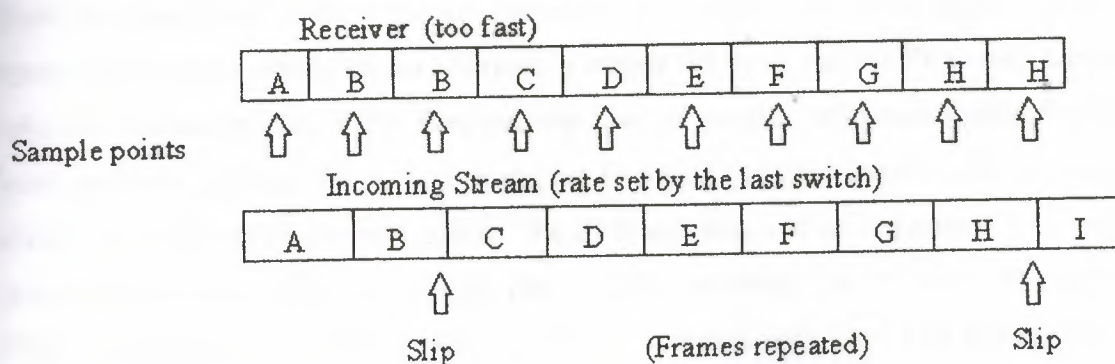 Receiver (too fast)
A B B C D E F G H H
Sample points
Incoming Stream (rate set by the last switch)
A B C D E F G H I
Slip (Frames repeated) Slip